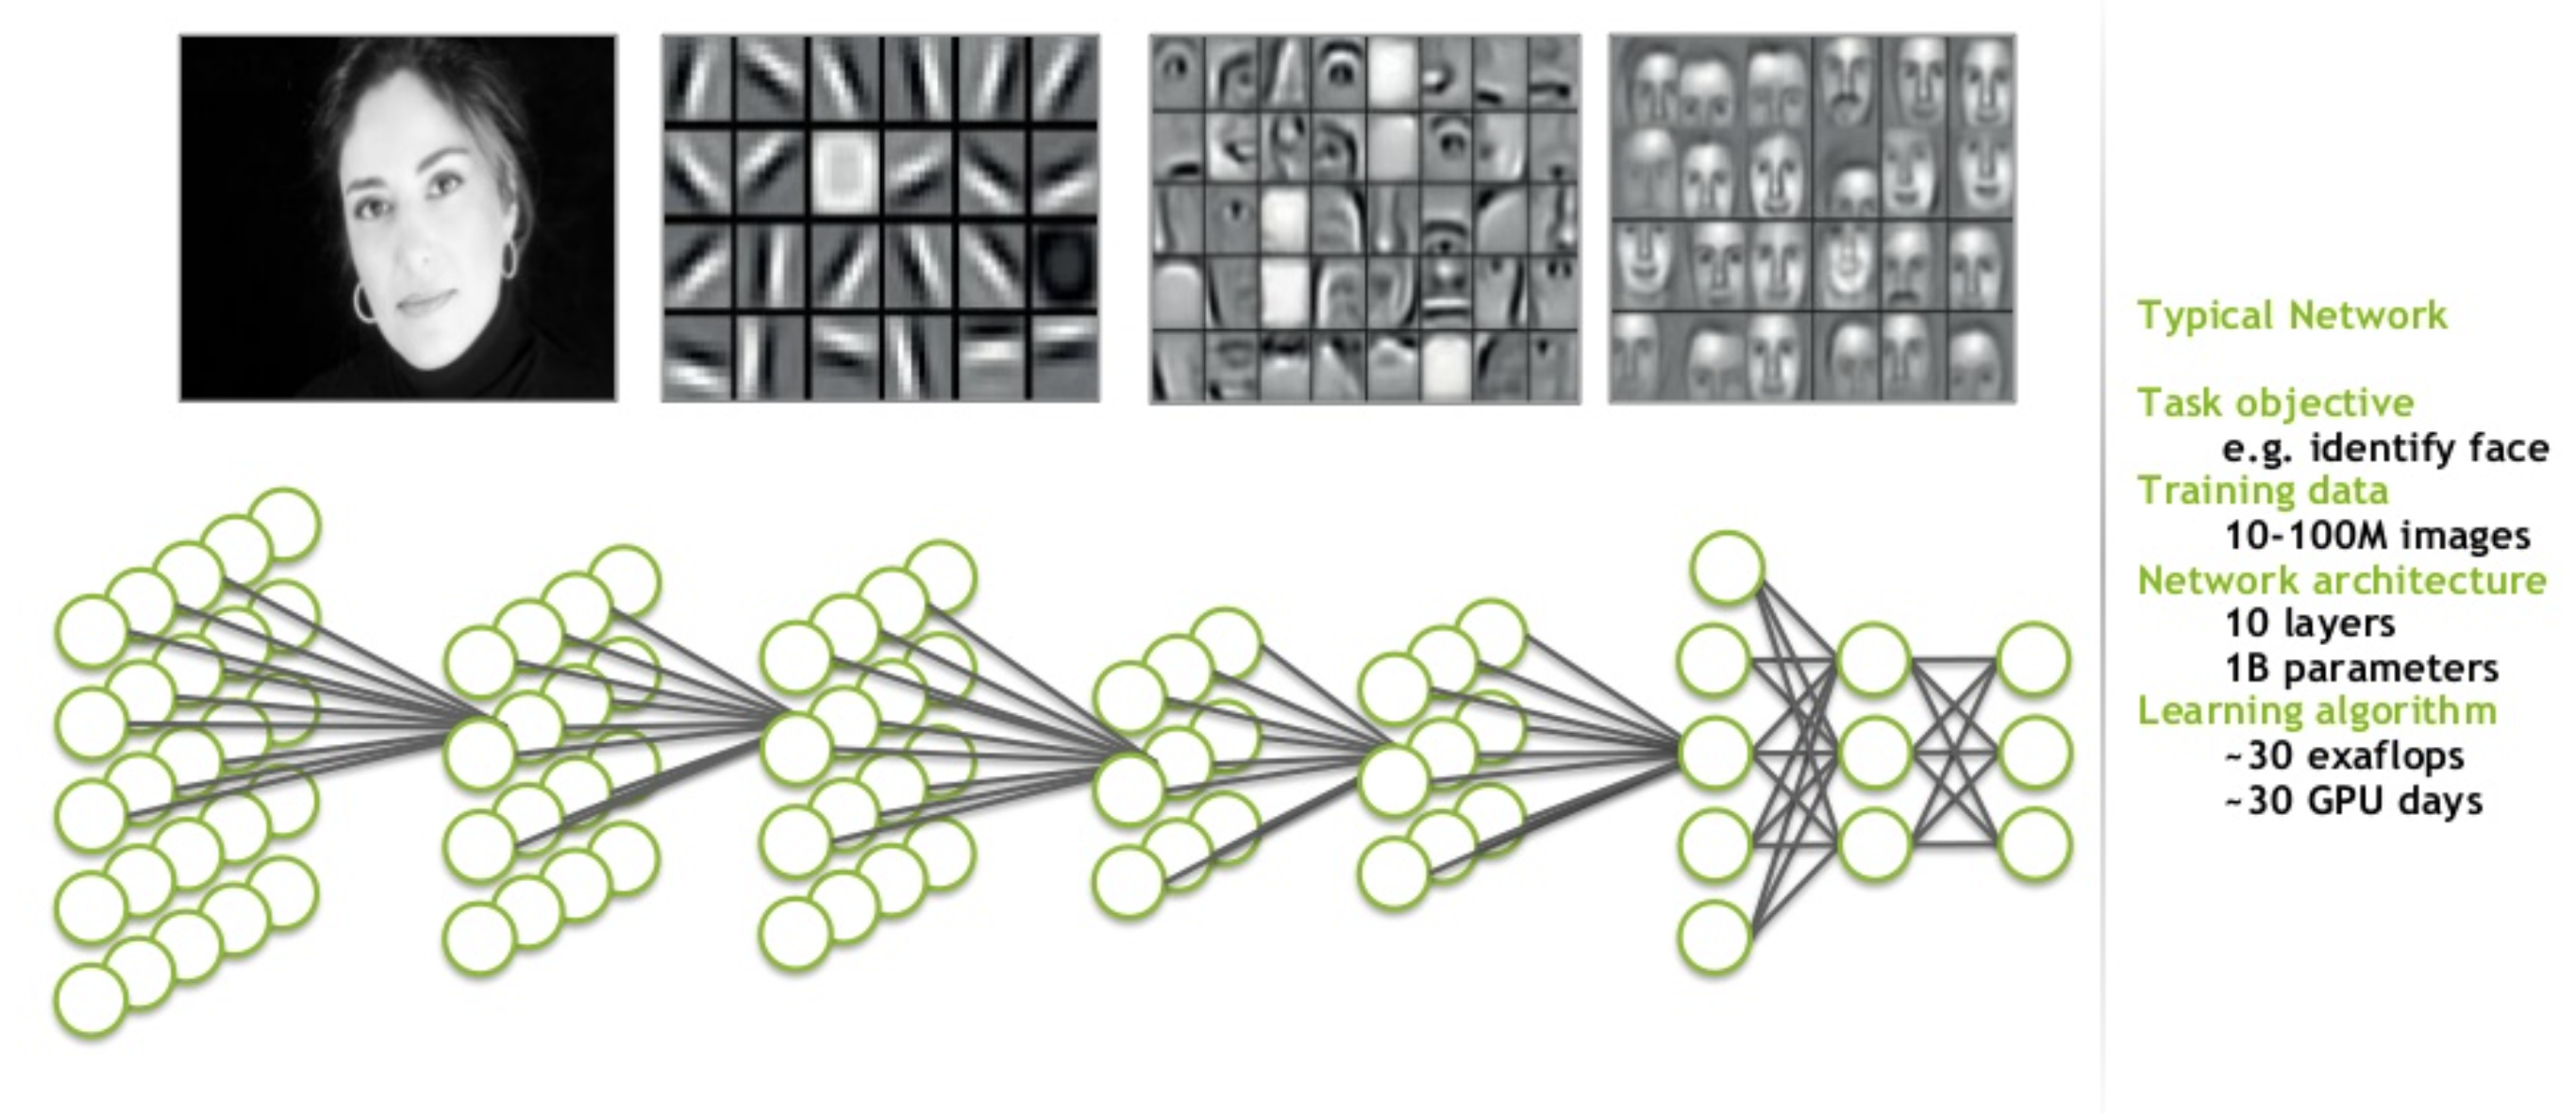 Typical Network
Task objective
e.g. identify face
Training data
10-100M images
Network architecture
10 layers
1B parameters
Learning algorithm
~30 exaflops
~30 GPU days